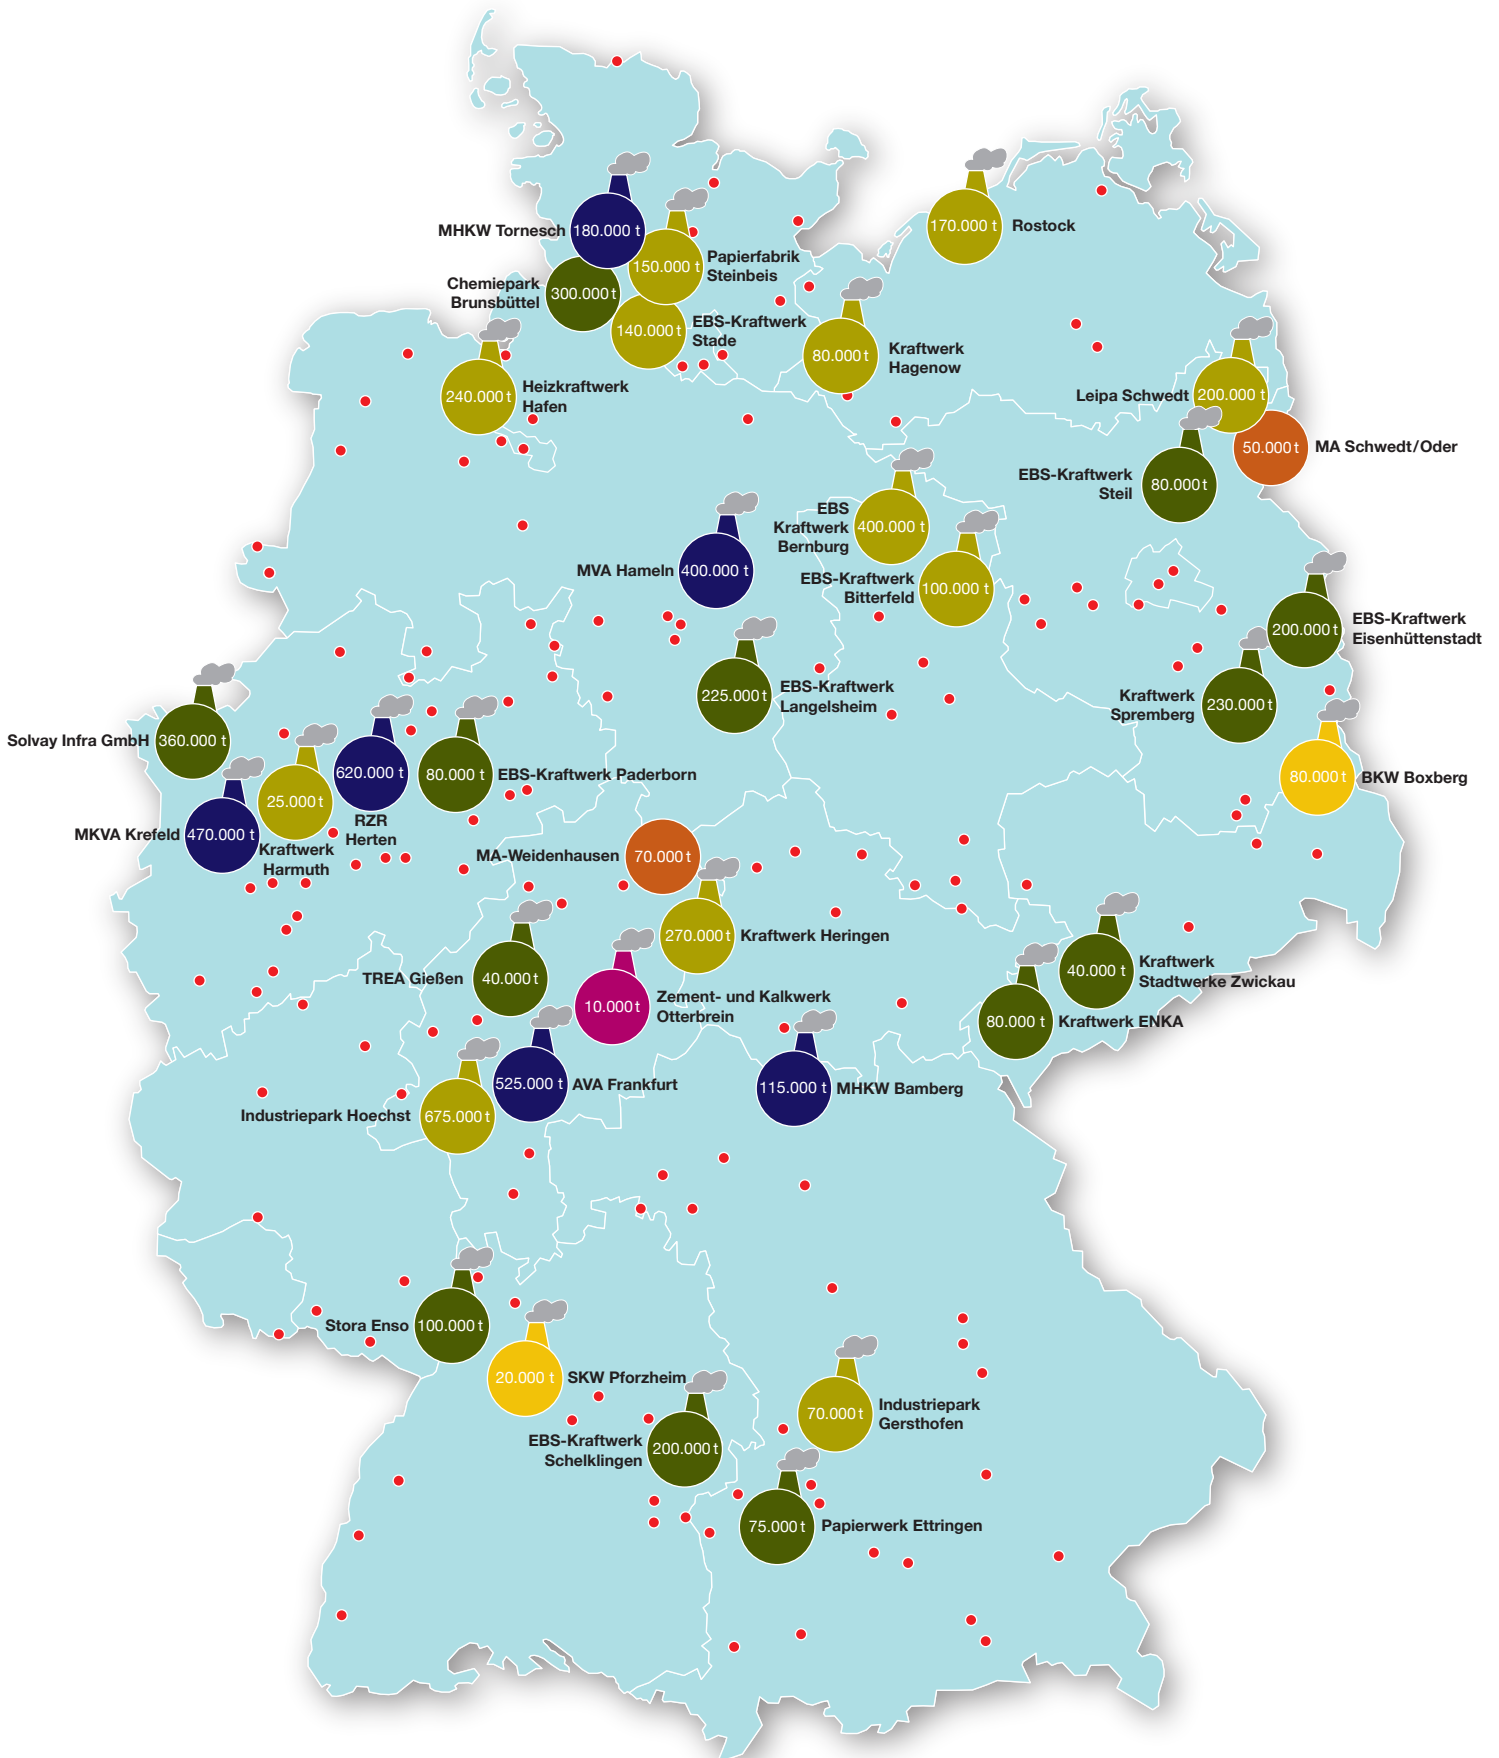 MHKW Tornesch
180.000 t
Chemiepark
Brunsbüttel
300.000 t
150.000 t
Papierfabrik
Steinbeis
140.000 t
EBS-Kraftwerk
Stade
170.000 t
Rostock
80.000 t
Kraftwerk
Hagenow
240.000 t
Heizkraftwerk
Hafen
Leipa Schwedt
200.000 t
50.000 t
MA Schwedt/Oder
EBS-Kraftwerk
Steil
80.000 t
EBS
Kraftwerk
Bernburg
400.000 t
MVA Hameln
400.000 t
EBS-Kraftwerk
Bitterfeld
100.000 t
200.000 t
EBS-Kraftwerk
Eisenhüttenstadt
225.000 t
EBS-Kraftwerk
Langelsheim
Kraftwerk
Spremberg
230.000 t
Solvay Infra GmbH
360.000 t
80.000 t
BKW Boxberg
620.000 t
RZR
Herten
80.000 t
EBS-Kraftwerk Paderborn
25.000 t
Kraftwerk
Harmuth
MKVA Krefeld
470.000 t
MA-Weidenhausen
70.000 t
270.000 t
Kraftwerk Heringen
TREA Gießen
40.000 t
10.000 t
Zement- und Kalkwerk
Otterbrein
40.000 t
Kraftwerk
Stadtwerke Zwickau
80.000 t
Kraftwerk ENKA
525.000 t
AVA Frankfurt
115.000 t
MHKW Bamberg
Industriepark Hoechst
675.000 t
Stora Enso
100.000 t
20.000 t
SKW Pforzheim
70.000 t
Industriepark
Gersthofen
EBS-Kraftwerk
Schelklingen
200.000 t
75.000 t
Papierwerk Ettringen